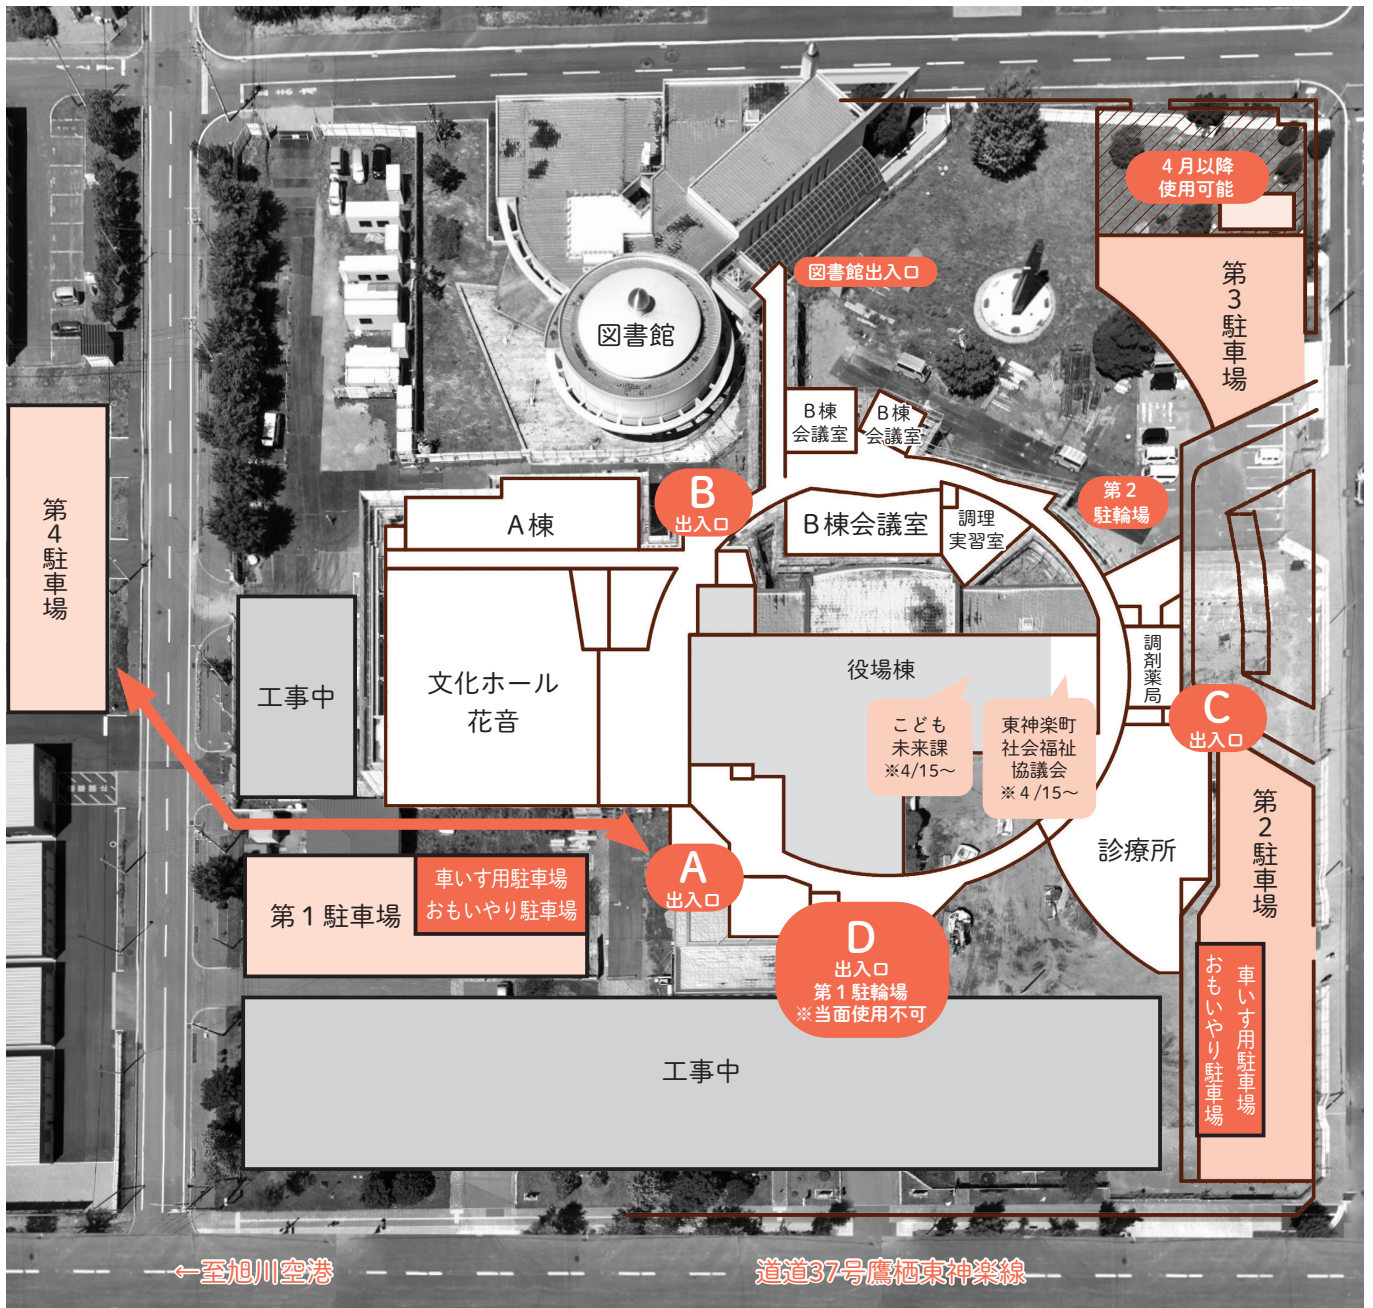 4月以降
使用可能
第3駐車場
図書館出入口
図書館
B棟
会議室
B棟
会議室
第2
駐輪場
B
出入口
A棟
B棟会議室
調理
実習室
第4駐車場
工事中
文化ホール
花音
役場棟
調剤薬局
こども
未来課
※4/15～
東神楽町
社会福祉
協議会
※4/15～
C
出入口
第2駐車場
診療所
A
出入口
第1駐車場
車いす用駐車場
おもいやり駐車場
D
出入口
第1駐輪場
※当面使用不可
車いす用駐車場
おもいやり駐車場
工事中
←至旭川空港
道道37号鷹栖東神楽線